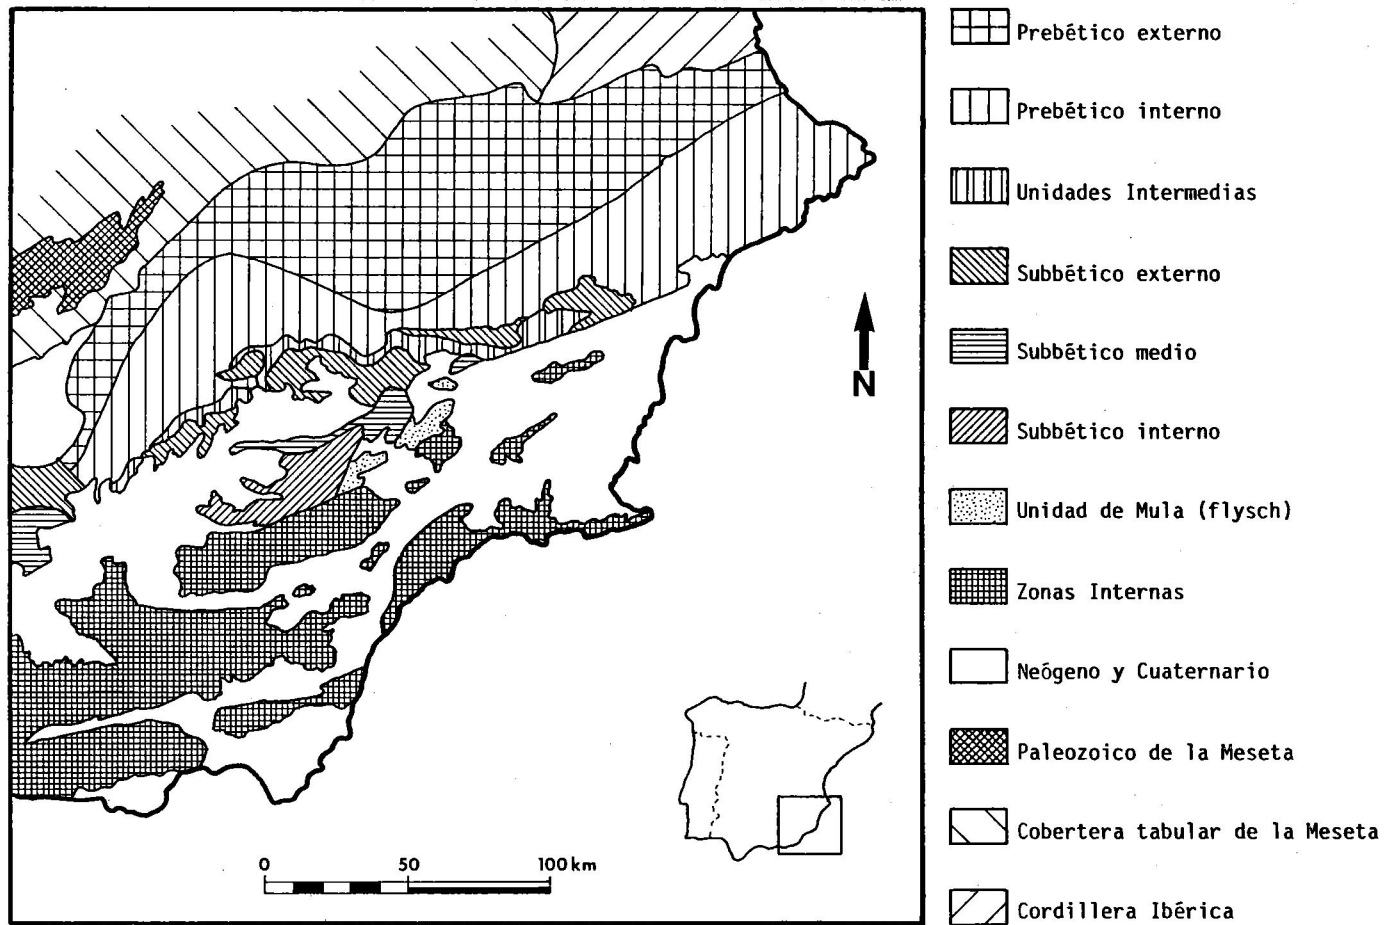 Prebético externo
Prebético interno
Unidades Intermedias
Subbético externo
Subbético medio
Subbético interno
Unidad de Mula (flysch)
Zonas Internas
Neógeno y Cuaternario
Paleozoico de la Meseta
Cobertera tabular de la Meseta
Cordillera Ibérica
N
0 50 100 km